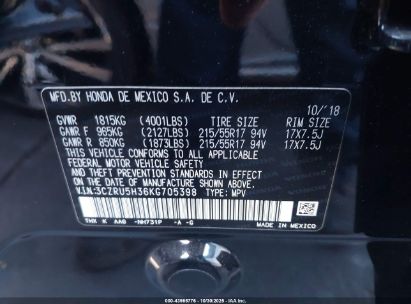 MFD.BY HONDA DE MEXICO S.A. DE C.V.
10/'18
GVWR 1815KG (4001LBS) TIRE SIZE RIM SIZE
GAWR F 965KG (2127LBS) 215/55R17 94V 17X7.5J
GAWR R 850KG (1873LBS) 215/55R17 94V 17X7.5J
THIS VEHICLE CONFORMS TO ALL APPLICABLE
FEDERAL MOTOR VEHICLE SAFETY AND
THEFT PREVENTION STANDARDS IN EFFECT ON
THE DATE OF MANUFACTURE SHOWN ABOVE.
V.I.N.:3CZRU5H36KG705398 TYPE: MPV
NH731P -A -G
MADE IN MEXICO